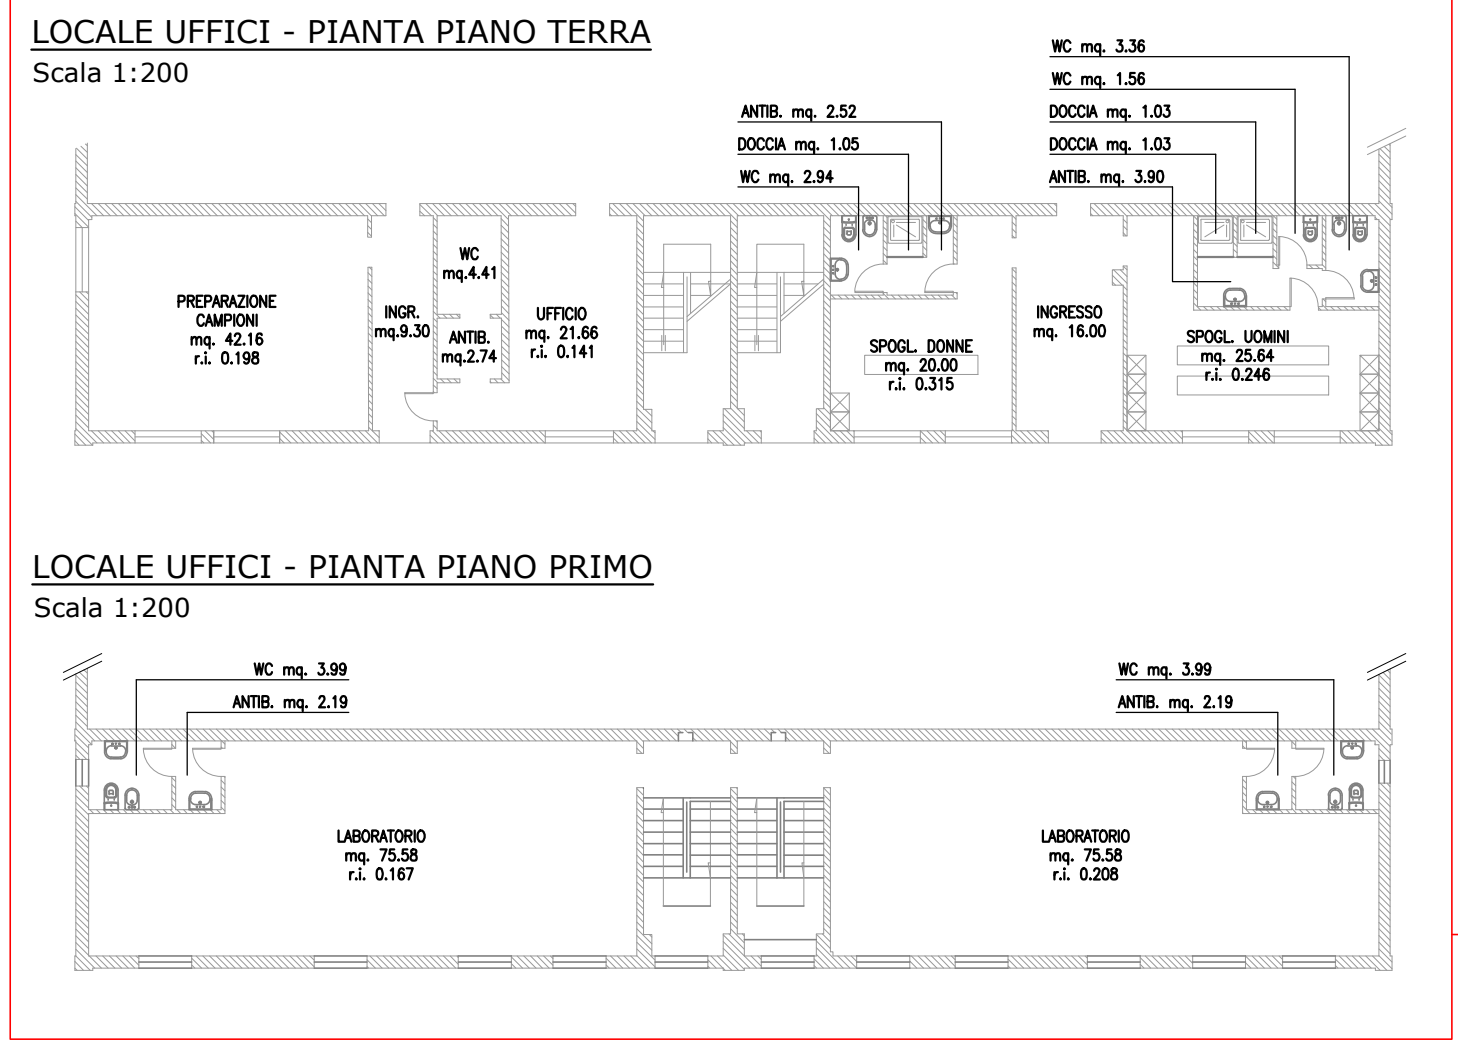 LOCALE UFFICI - PIANTA PIANO TERRA
Scala 1:200
ANTIB. mq. 2.52
DOCCIA mq. 1.05
WC mq. 2.94
WC mq. 3.36
WC mq. 1.56
DOCCIA mq. 1.03
DOCCIA mq. 1.03
ANTIB. mq. 3.90
PREPARAZIONE
CAMPIONI
mq. 42.16
r.i. 0.198
INGR.
mq.9.30
WC
mq.4.41
ANTIB.
mq.2.74
UFFICIO
mq. 21.66
r.i. 0.141
SPOGL. DONNE
mq. 20.00
r.i. 0.315
INGRESSO
mq. 16.00
SPOGL. UOMINI
mq. 25.64
r.i. 0.246
LOCALE UFFICI - PIANTA PIANO PRIMO
Scala 1:200
WC mq. 3.99
ANTIB. mq. 2.19
WC mq. 3.99
ANTIB. mq. 2.19
LABORATORIO
mq. 75.58
r.i. 0.167
LABORATORIO
mq. 75.58
r.i. 0.208